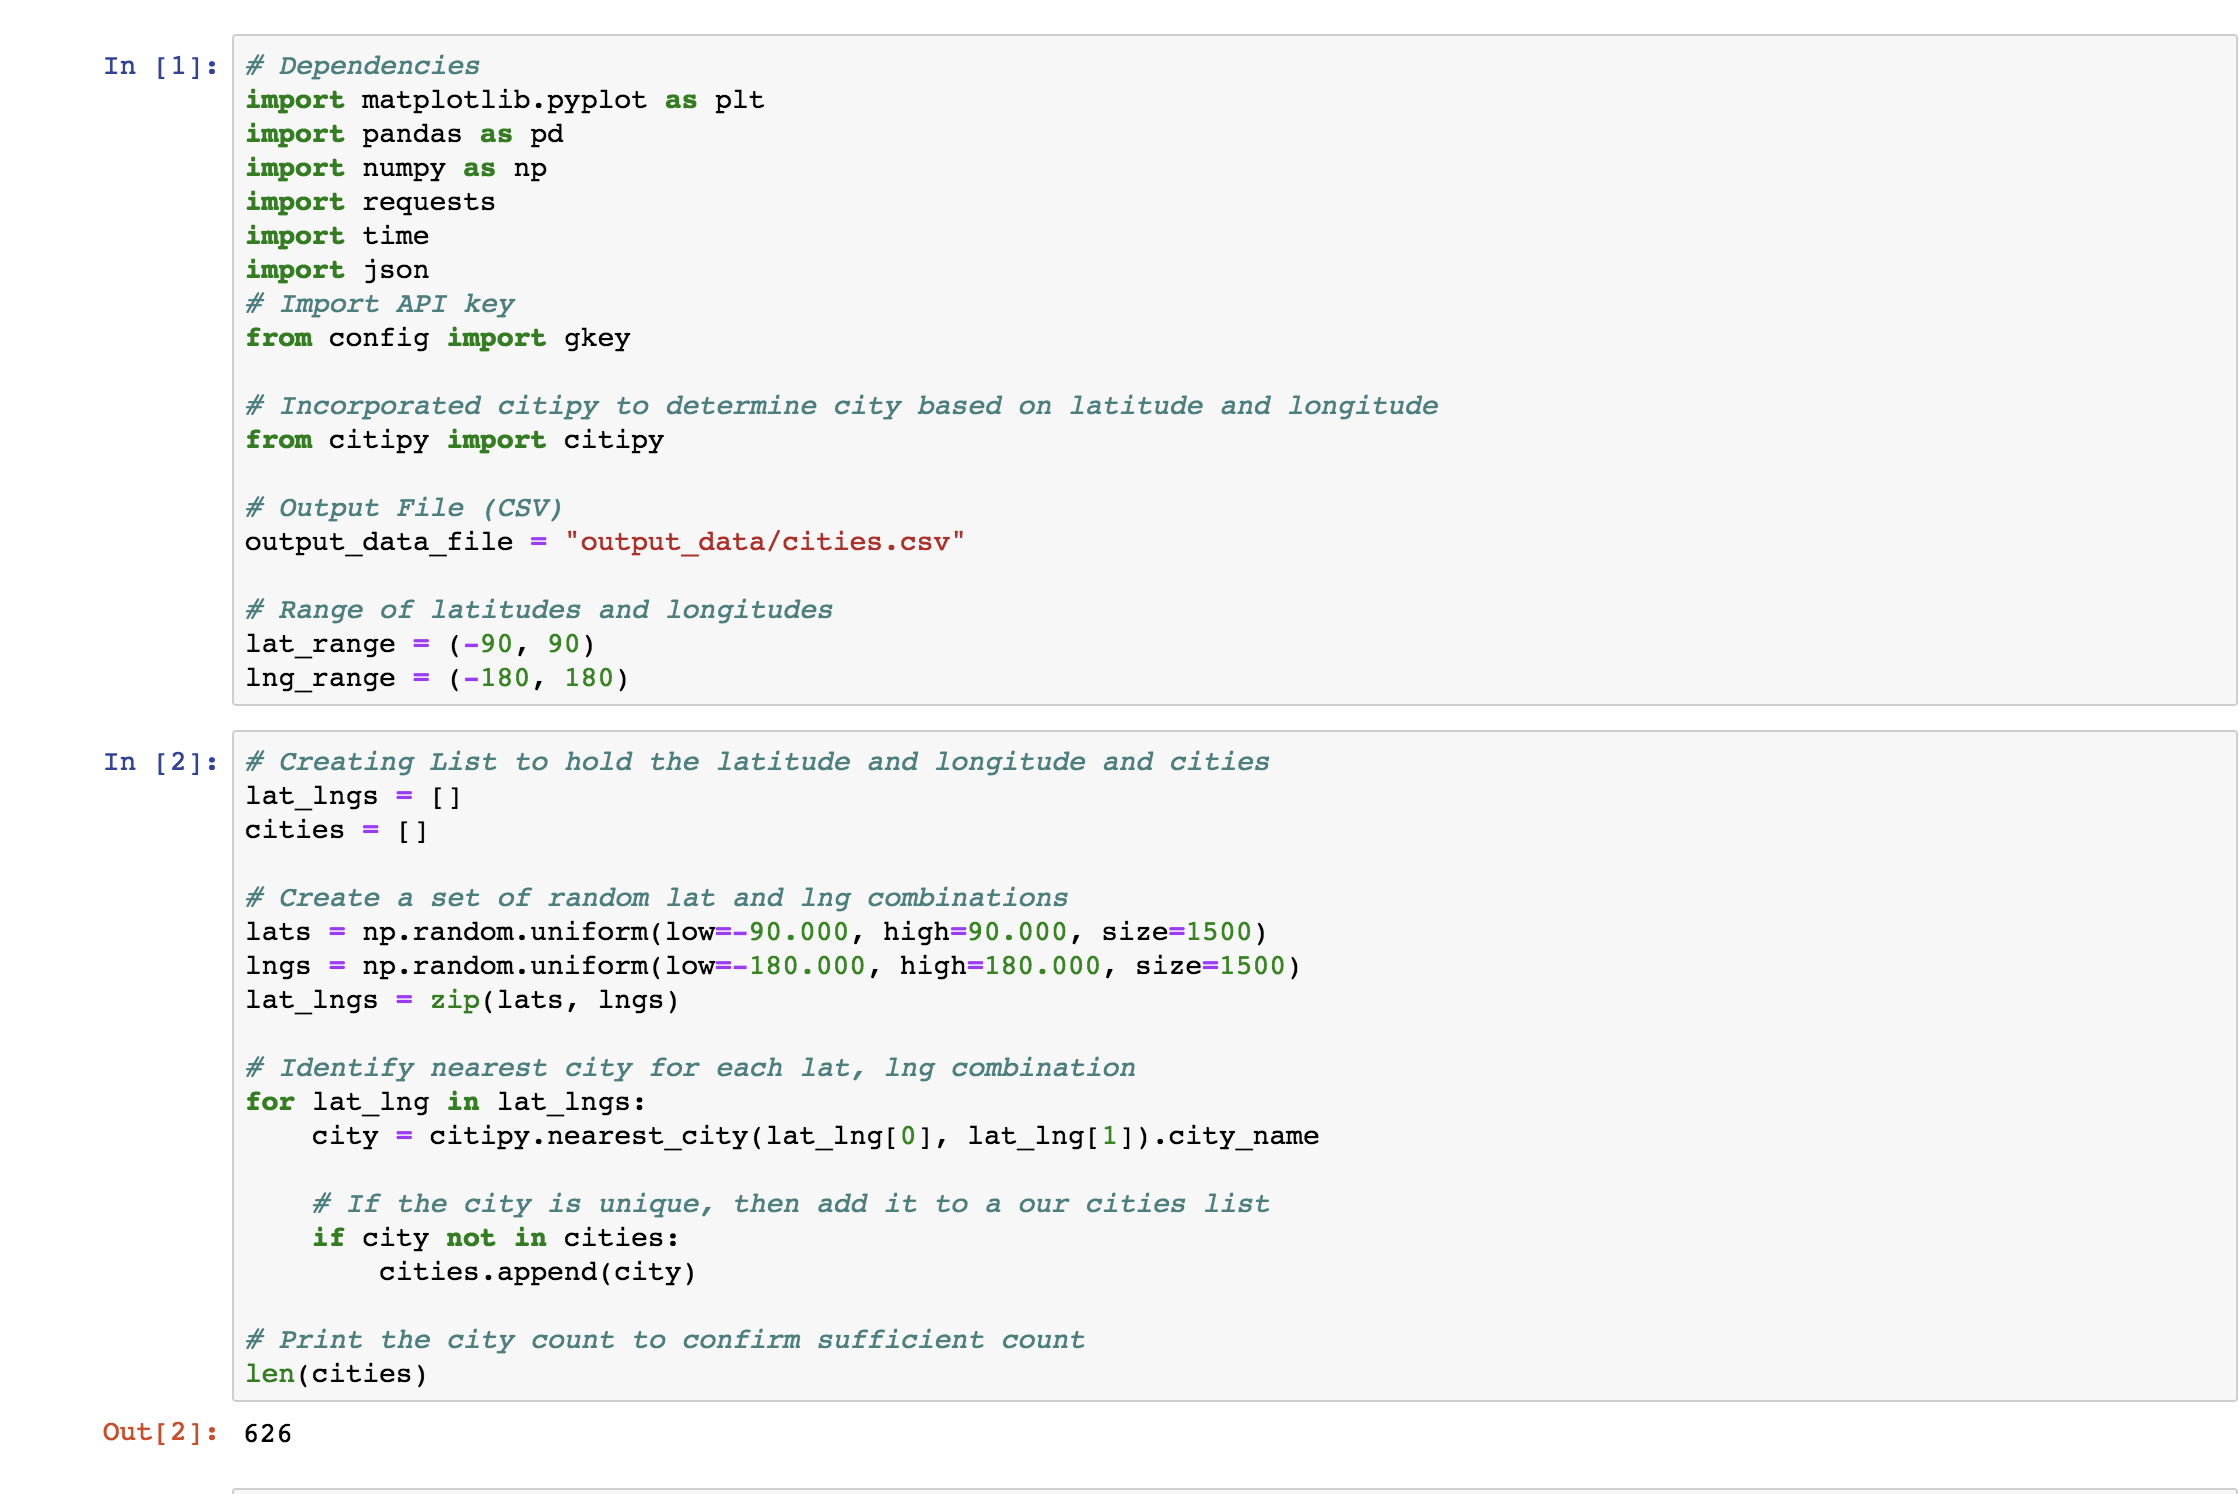 In [1]:
# Dependencies
import matplotlib.pyplot as plt
import pandas as pd
import numpy as np
import requests
import time
import json
# Import API key
from config import gkey
# Incorporated citipy to determine city based on latitude and longitude
from citipy import citipy
# Output File (CSV)
output_data_file = "output_data/cities.csv"
# Range of latitudes and longitudes
lat_range = (-90, 90)
lng_range = (-180, 180)
In [2]:
# Creating List to hold the latitude and longitude and cities
lat_lngs = []
cities = []
# Create a set of random lat and lng combinations
lats = np.random.uniform(low=-90.000, high=90.000, size=1500)
lngs = np.random.uniform(low=-180.000, high=180.000, size=1500)
lat_lngs = zip(lats, lngs)
# Identify nearest city for each lat, lng combination
for lat_lng in lat_lngs:
    city = citipy.nearest_city(lat_lng[0], lat_lng[1]).city_name
    # If the city is unique, then add it to a our cities list
    if city not in cities:
        cities.append(city)
# Print the city count to confirm sufficient count
len(cities)
Out[2]: 626